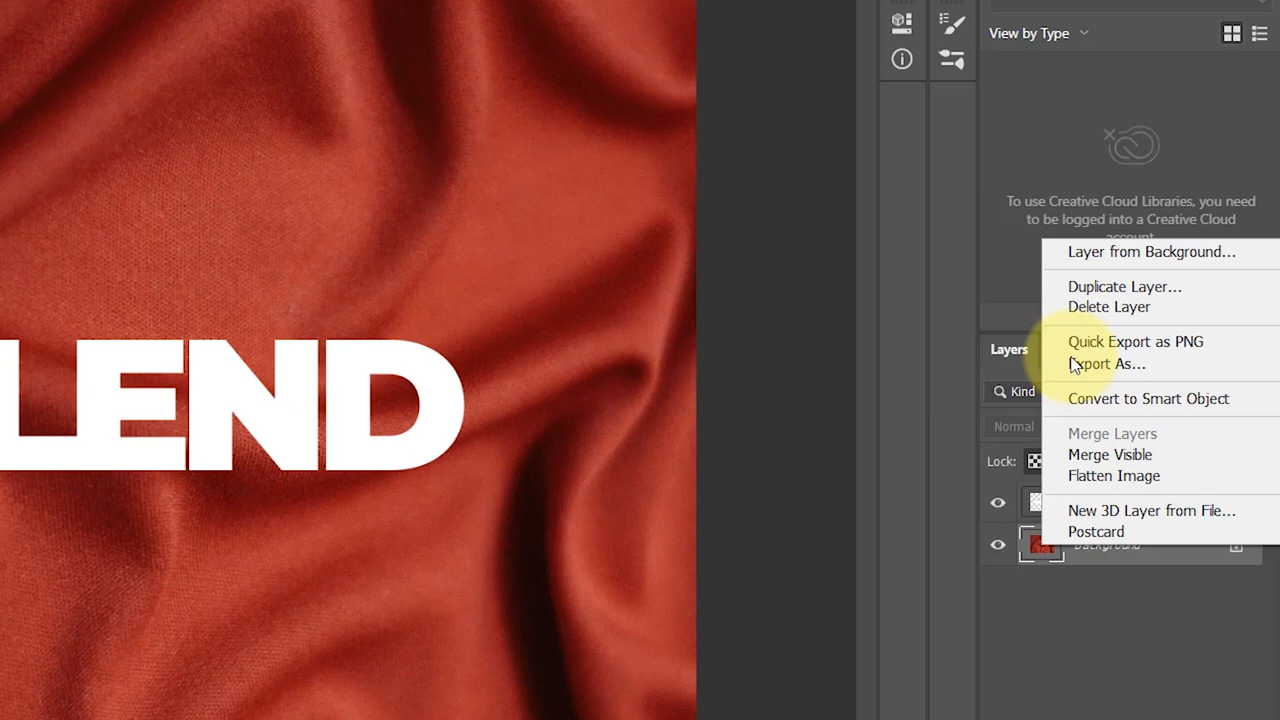 View by Type
To use Creative Cloud Libraries, you need
to be logged into a Creative Cloud
account
Layer from Background...
Duplicate Layer...
Delete Layer
Quick Export as PNG
Export As...
Convert to Smart Object
Merge Layers
Merge Visible
Flatten Image
New 3D Layer from File...
Postcard
Layers
Kind
Normal
Lock:
Background
LEND